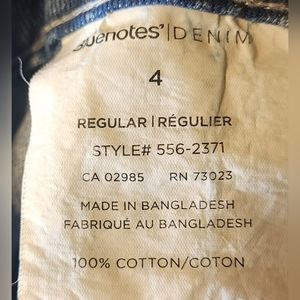 Bluenotes' | DENIM
4
REGULAR | RÉGULIER
STYLE# 556-2371
CA 02985 RN 73023
MADE IN BANGLADESH
FABRIQUÉ AU BANGLADESH
100% COTTON/COTON